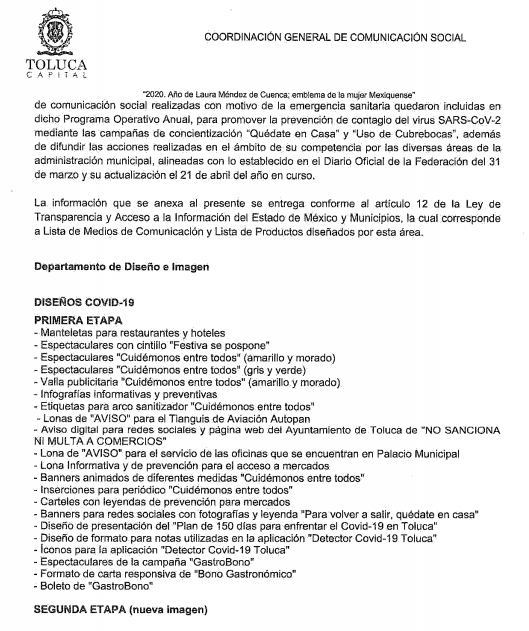 TOLUCA
CAPITAL
COORDINACIÓN GENERAL DE COMUNICACIÓN SOCIAL
"2020. Año de Laura Méndez de Cuenca; emblema de la mujer Mexiquense"
de comunicación social realizadas con motivo de la emergencia sanitaria quedaron incluidas en
dicho Programa Operativo Anual, para promover la prevención de contagio del virus SARS-CoV-2
mediante las campañas de concientización "Quédate en Casa" y "Uso de Cubrebocas", además
de difundir las acciones realizadas en el ámbito de su competencia por las diversas áreas de la
administración municipal, alineadas con lo establecido en el Diario Oficial de la Federación del 31
de marzo y su actualización el 21 de abril del año en curso.
La información que se anexa al presente se entrega conforme al artículo 12 de la Ley de
Transparencia y Acceso a la Información del Estado de México y Municipios, la cual corresponde
a Lista de Medios de Comunicación y Lista de Productos diseñados por esta área.
Departamento de Diseño e Imagen
DISEÑOS COVID-19
PRIMERA ETAPA
- Manteletas para restaurantes y hoteles
- Espectaculares con cintillo "Festiva se pospone"
- Espectaculares "Cuidémonos entre todos" (amarillo y morado)
- Espectaculares "Cuidémonos entre todos" (gris y verde)
- Valla publicitaria "Cuidémonos entre todos" (amarillo y morado)
- Infografías informativas y preventivas
- Etiquetas para arco sanitizador "Cuidémonos entre todos"
- Lonas de "AVISO" para el Tianguis de Aviación Autopan
- Aviso digital para redes sociales y página web del Ayuntamiento de Toluca de "NO SANCIONA
NI MULTA A COMERCIOS"
- Lona de "AVISO" para el servicio de las oficinas que se encuentran en Palacio Municipal
- Lona Informativa y de prevención para el acceso a mercados
- Banners animados de diferentes medidas "Cuidémonos entre todos"
- Inserciones para periódico "Cuidémonos entre todos"
- Carteles con leyendas de prevención para mercados
- Banners para redes sociales con fotografías y leyenda "Para volver a salir, quédate en casa"
- Diseño de presentación del "Plan de 150 días para enfrentar el Covid-19 en Toluca"
- Diseño de formato para notas utilizadas en la aplicación "Detector Covid-19 Toluca"
- Íconos para la aplicación "Detector Covid-19 Toluca"
- Espectaculares de la campaña "GastroBono"
- Formato de carta responsiva de "Bono Gastronómico"
- Boleto de "GastroBono"
SEGUNDA ETAPA (nueva imagen)